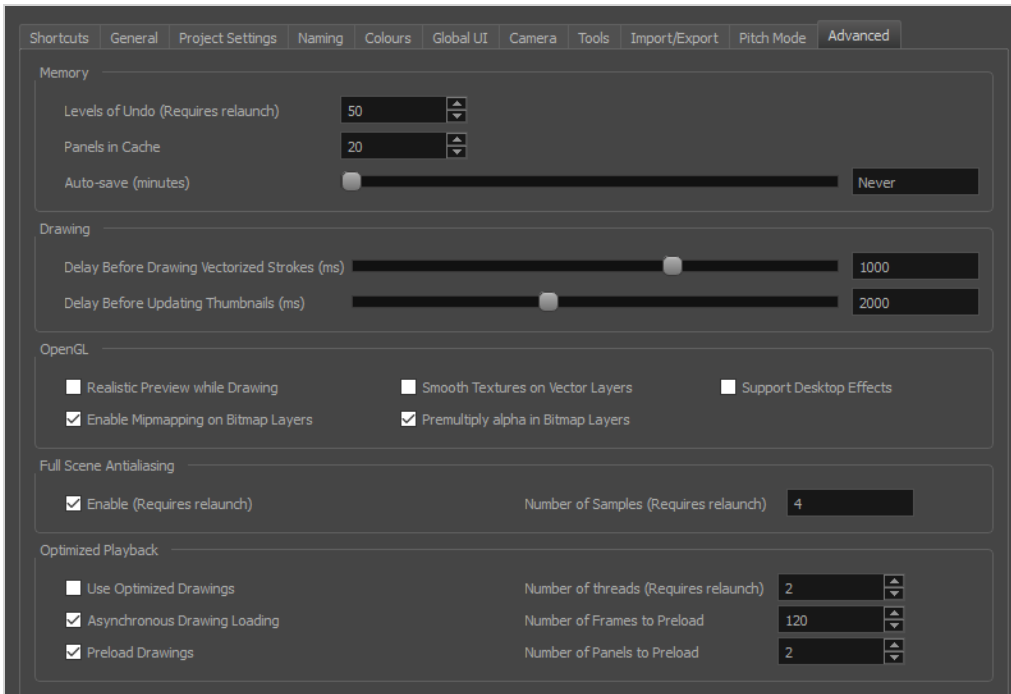 Shortcuts General Project Settings Naming Colours Global UI Camera Tools Import/Export Pitch Mode Advanced
Memory
Levels of Undo (Requires relaunch) 50
Panels in Cache 20
Auto-save (minutes) Never
Drawing
Delay Before Drawing Vectorized Strokes (ms) 1000
Delay Before Updating Thumbnails (ms) 2000
OpenGL
Realistic Preview while Drawing Smooth Textures on Vector Layers Support Desktop Effects
Enable Mipmapping on Bitmap Layers Premultiply alpha in Bitmap Layers
Full Scene Antialiasing
Enable (Requires relaunch) Number of Samples (Requires relaunch) 4
Optimized Playback
Use Optimized Drawings Number of threads (Requires relaunch) 2
Asynchronous Drawing Loading Number of Frames to Preload 120
Preload Drawings Number of Panels to Preload 2